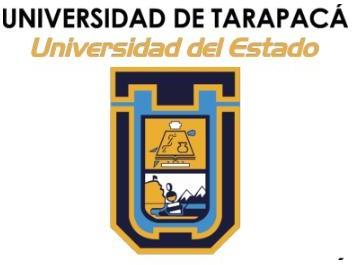 UNIVERSIDAD DE TARAPACÁ
Universidad del Estado